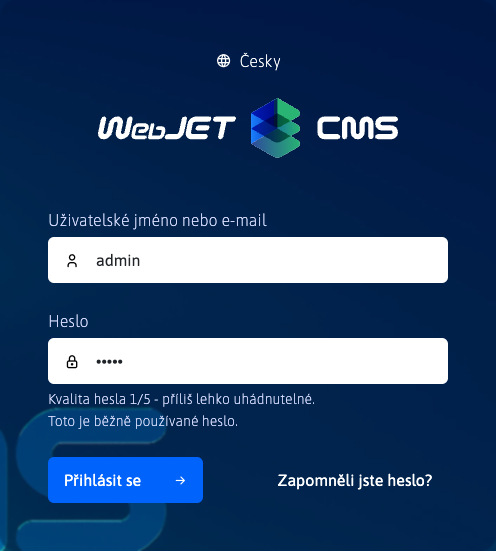 Česky
WebJET CMS
Uživatelské jméno nebo e-mail
admin
Heslo
•••••
Kvalita hesla 1/5 - příliš lehko uhádnutelné.
Toto je běžně používané heslo.
Přihlásit se → Zapomněli jste heslo?